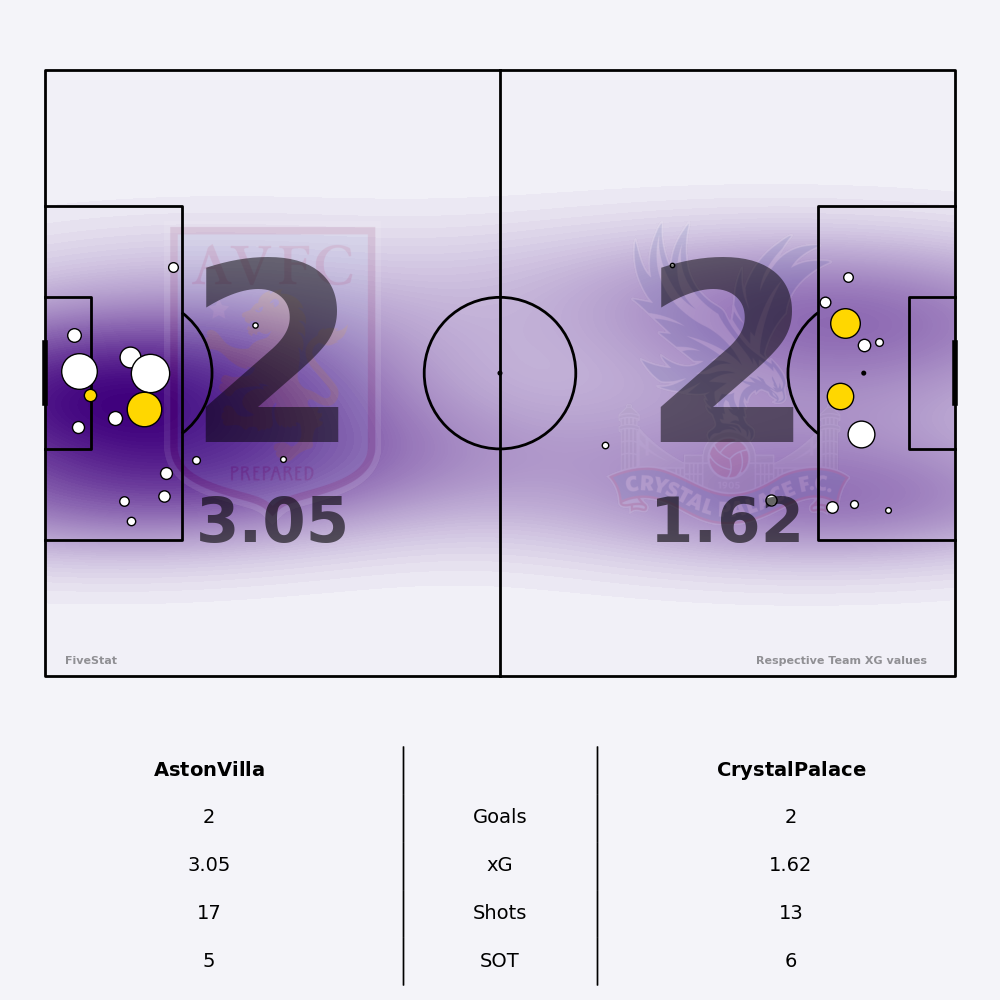 AVFC
2 2
PREPARED
CRYSTAL PALACE F.C.
3.05 1.62
FiveStat Respective Team XG values
AstonVilla CrystalPalace
2 Goals 2
3.05 xG 1.62
17 Shots 13
5 SOT 6